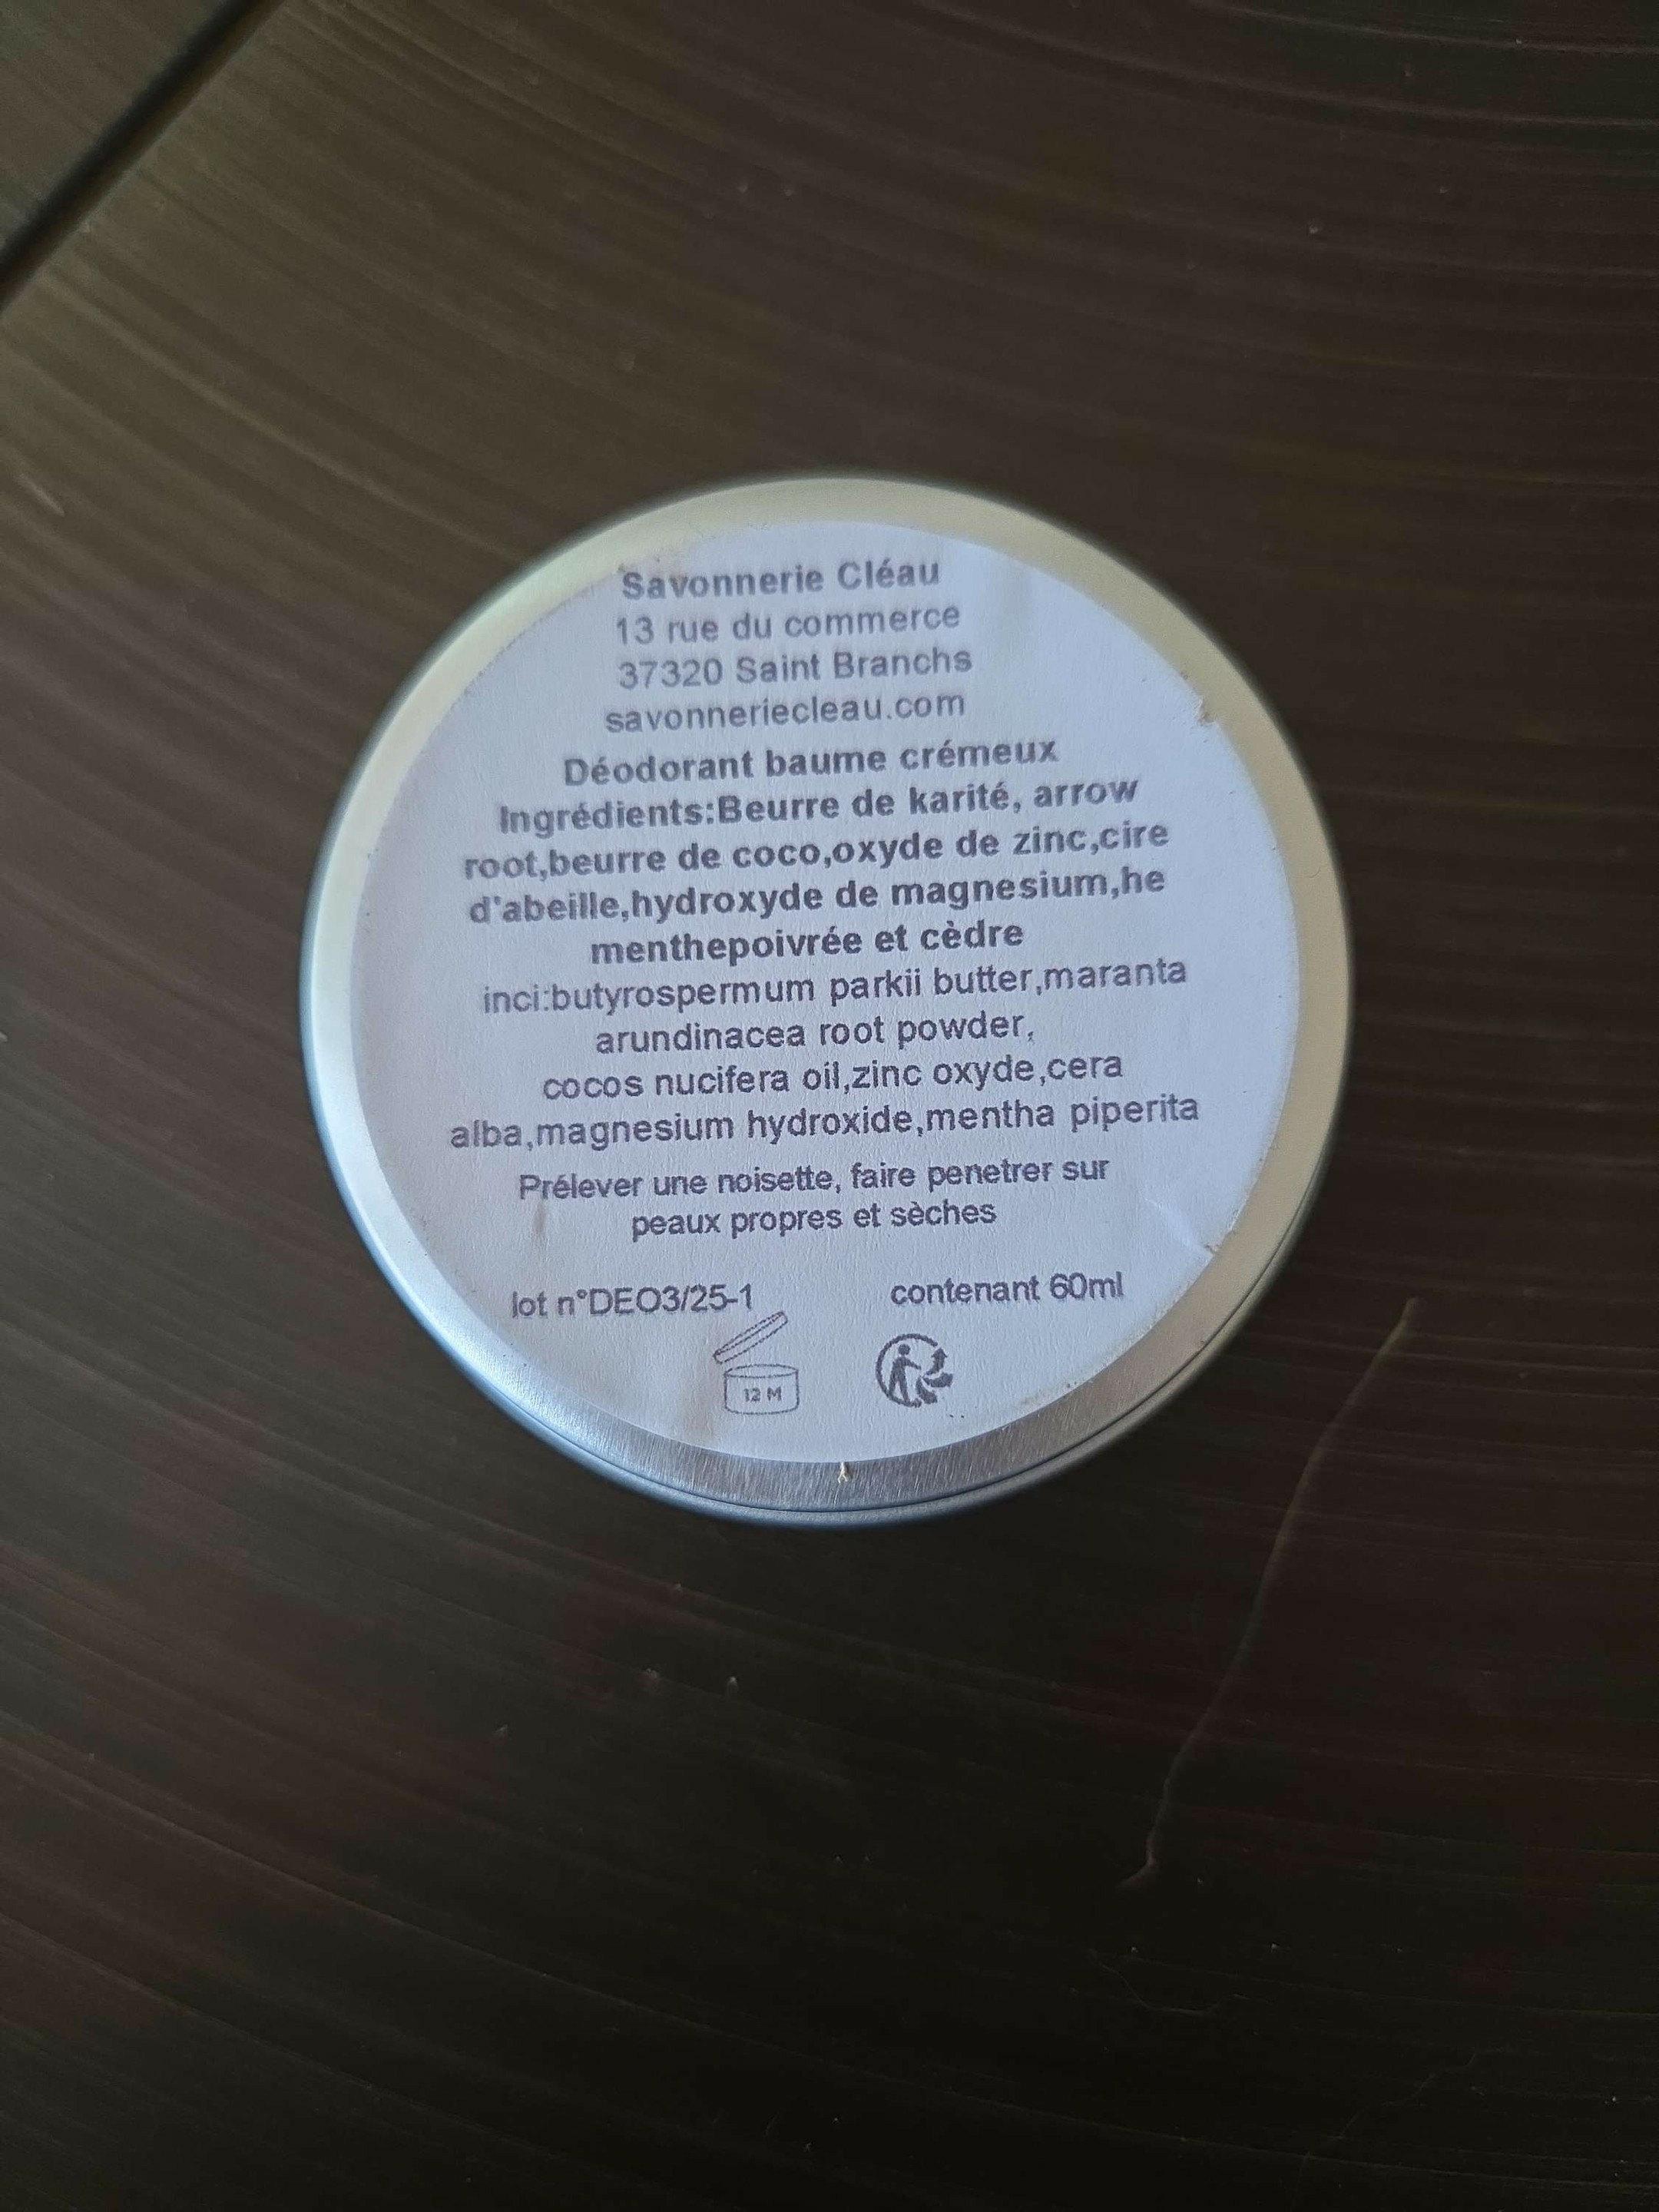 Savonnerie Cléau
13 rue du commerce
37320 Saint Branchs
savonneriecleau.com
Déodorant baume crémeux
Ingrédients:Beurre de karité, arrow
root,beurre de coco,oxyde de zinc,cire
d'abeille,hydroxyde de magnesium,he
menthepoivrée et cèdre
inci:butyrospermum parkii butter,maranta
arundinacea root powder,
cocos nucifera oil,zinc oxyde,cera
alba,magnesium hydroxide,mentha piperita
Prélever une noisette, faire penetrer sur
peaux propres et sèches
lot n°DEO3/25-1 contenant 60ml
12 M